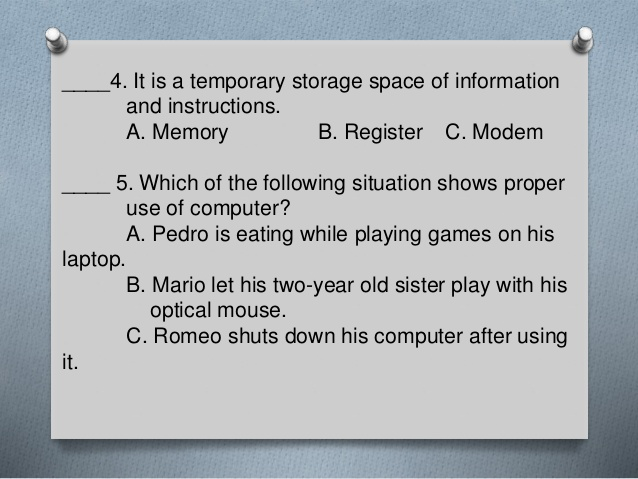 ____4. It is a temporary storage space of information
and instructions.
A. Memory B. Register C. Modem
____ 5. Which of the following situation shows proper
use of computer?
A. Pedro is eating while playing games on his
laptop.
B. Mario let his two-year old sister play with his
optical mouse.
C. Romeo shuts down his computer after using
it.